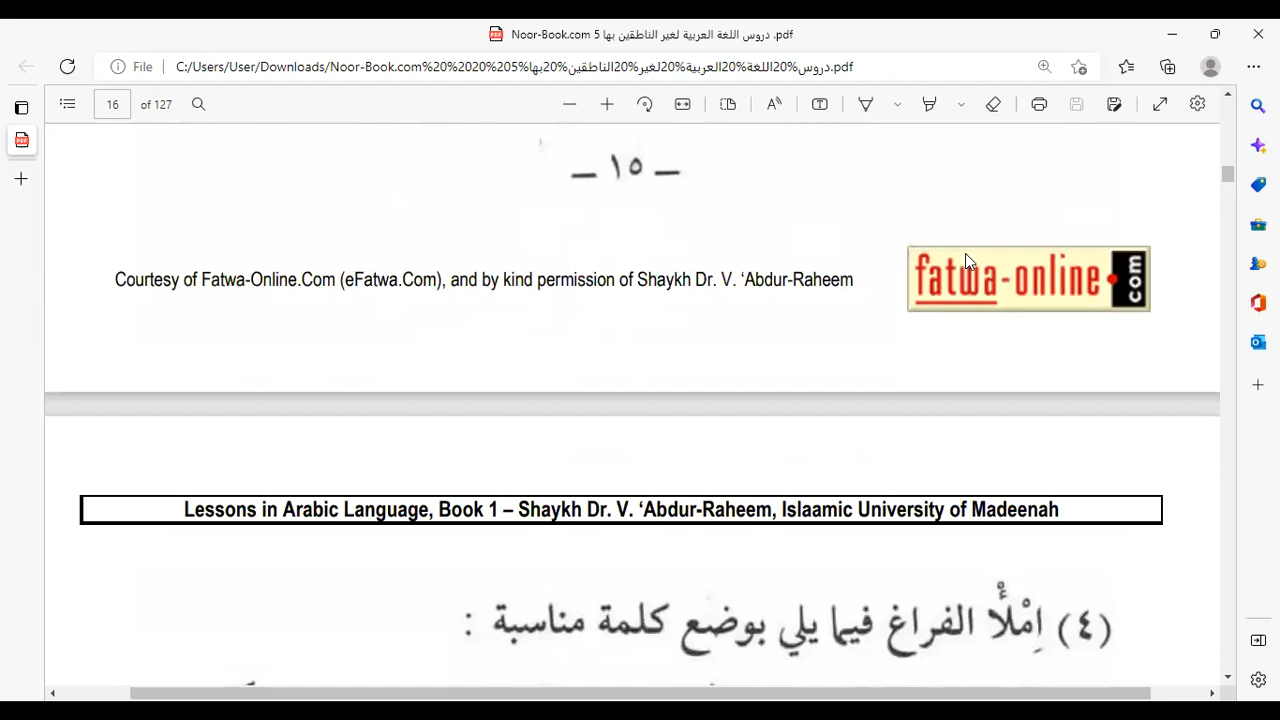 Noor-Book.com دروس اللغة العربية لغير الناطقين بها 5 .pdf
File C:/Users/User/Downloads/Noor-Book.com%20%20دروس%20اللغة%20العربية%20لغير%20الناطقين%20بها%205%20.pdf
16 of 127
– ١٥ –
Courtesy of Fatwa-Online.Com (eFatwa.Com), and by kind permission of Shaykh Dr. V. ‘Abdur-Raheem
fatwa-online.com
Lessons in Arabic Language, Book 1 – Shaykh Dr. V. ‘Abdur-Raheem, Islaamic University of Madeenah
(٤) اِمْلَأْ الفراغ فيما يلي بوضع كلمة مناسبة :